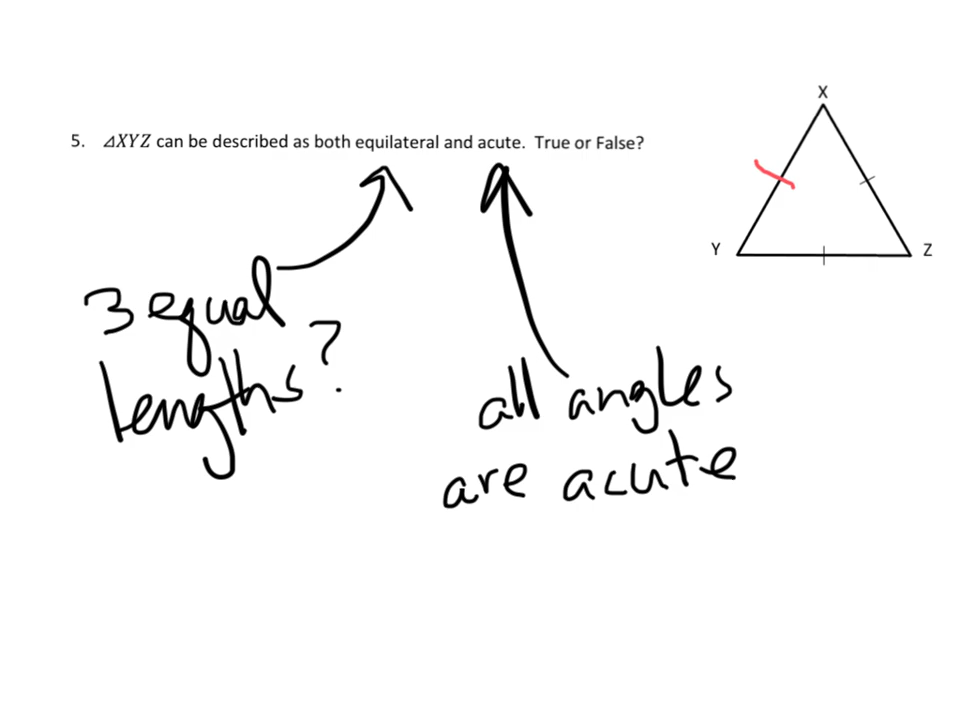 X
5. ⊿XYZ can be described as both equilateral and acute. True or False?
Y
Z
3 equal
lengths?
all angles
are acute